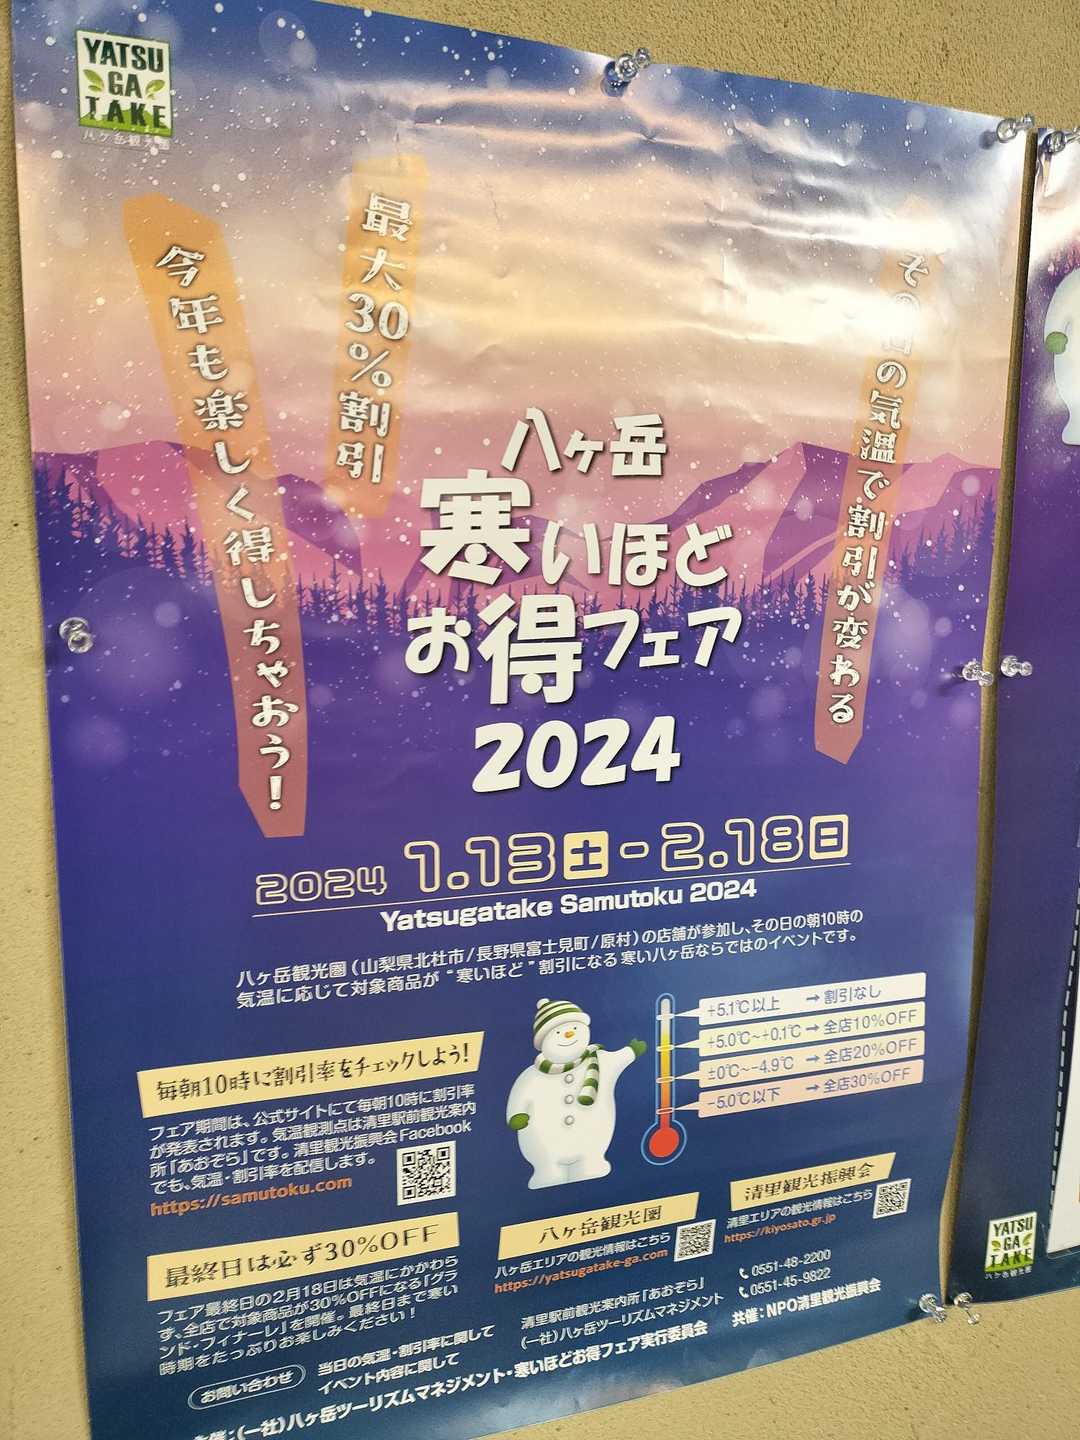 YATSU
GA
TAKE
八ヶ岳観光圏
今年も楽しく得しちゃおう!
最大30%割引
その日の気温で割引が変わる
八ヶ岳
寒いほど
お得フェア
2024
2024 1.13土-2.18日
Yatsugatake Samutoku 2024
八ヶ岳観光圏(山梨県北杜市/長野県富士見町/原村)の店舗が参加し、その日の朝10時の
気温に応じて対象商品が“寒いほど”割引になる寒い八ヶ岳ならではのイベントです。
+5.1℃以上 →割引なし
+5.0℃~+0.1℃→全店10%OFF
±0℃~-4.9℃ →全店20%OFF
-5.0℃以下 →全店30%OFF
毎朝10時に割引率をチェックしよう!
フェア期間は、公式サイトにて毎朝10時に割引率
が発表されます。気温観測点は清里駅前観光案内
所「あおぞら」です。清里観光振興会Facebook
でも、気温・割引率を配信します。
https://samutoku.com
最終日は必ず30%OFF
フェア最終日の2月18日は気温にかかわら
ず、全店で対象商品が30%OFFになる「グラ
ンド・フィナーレ」を開催。最終日まで寒い
時期をたっぷりお楽しみください!
八ヶ岳観光圏
八ヶ岳エリアの観光情報はこちら
https://yatsugatake-ga.com
清里観光振興会
清里エリアの観光情報はこちら
https://kiyosato.gr.jp
お問い合わせ
当日の気温・割引率に関して
清里駅前観光案内所「あおぞら」
0551-48-2200
イベント内容に関して
(一社)八ヶ岳ツーリズムマネジメント
0551-45-9822
主催:(一社)八ヶ岳ツーリズムマネジメント・寒いほどお得フェア実行委員会
共催:NPO清里観光振興会
YATSU
GA
TAKE
八ヶ岳観光圏